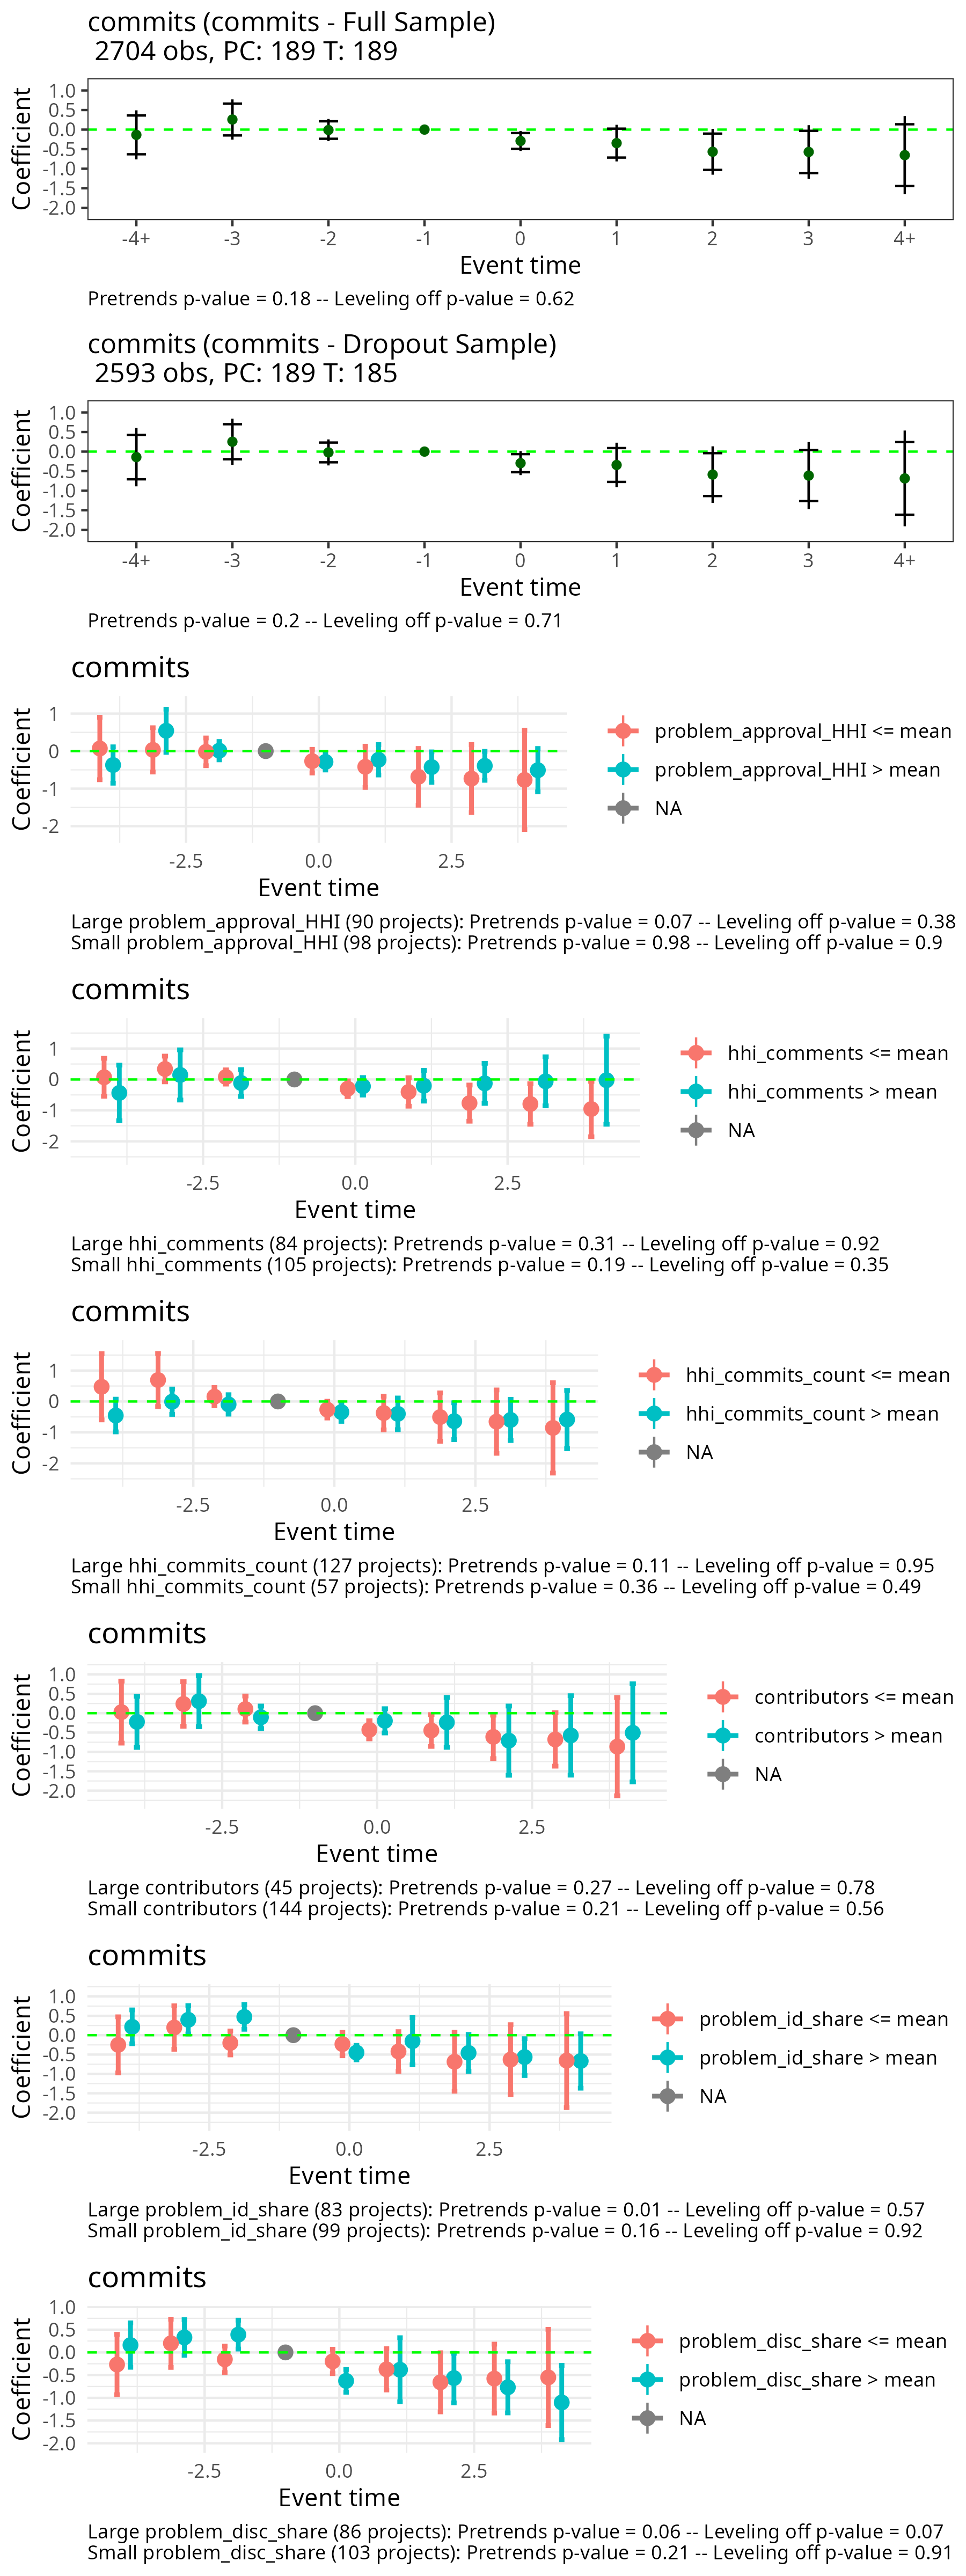 commits (commits - Full Sample)
2704 obs, PC: 189 T: 189
Coefficient
1.0
0.5
0.0
-0.5
-1.0
-1.5
-2.0
-4+ -3 -2 -1 0 1 2 3 4+
Event time
Pretrends p-value = 0.18 -- Leveling off p-value = 0.62
commits (commits - Dropout Sample)
2593 obs, PC: 189 T: 185
Coefficient
1.0
0.5
0.0
-0.5
-1.0
-1.5
-2.0
-4+ -3 -2 -1 0 1 2 3 4+
Event time
Pretrends p-value = 0.2 -- Leveling off p-value = 0.71
commits
Coefficient
1
0
-1
-2
-2.5 0.0 2.5
Event time
problem_approval_HHI <= mean
problem_approval_HHI > mean
NA
Large problem_approval_HHI (90 projects): Pretrends p-value = 0.07 -- Leveling off p-value = 0.38
Small problem_approval_HHI (98 projects): Pretrends p-value = 0.98 -- Leveling off p-value = 0.9
commits
Coefficient
1
0
-1
-2
-2.5 0.0 2.5
Event time
hhi_comments <= mean
hhi_comments > mean
NA
Large hhi_comments (84 projects): Pretrends p-value = 0.31 -- Leveling off p-value = 0.92
Small hhi_comments (105 projects): Pretrends p-value = 0.19 -- Leveling off p-value = 0.35
commits
Coefficient
1
0
-1
-2
-2.5 0.0 2.5
Event time
hhi_commits_count <= mean
hhi_commits_count > mean
NA
Large hhi_commits_count (127 projects): Pretrends p-value = 0.11 -- Leveling off p-value = 0.95
Small hhi_commits_count (57 projects): Pretrends p-value = 0.36 -- Leveling off p-value = 0.49
commits
Coefficient
1.0
0.5
0.0
-0.5
-1.0
-1.5
-2.0
-2.5 0.0 2.5
Event time
contributors <= mean
contributors > mean
NA
Large contributors (45 projects): Pretrends p-value = 0.27 -- Leveling off p-value = 0.78
Small contributors (144 projects): Pretrends p-value = 0.21 -- Leveling off p-value = 0.56
commits
Coefficient
1.0
0.5
0.0
-0.5
-1.0
-1.5
-2.0
-2.5 0.0 2.5
Event time
problem_id_share <= mean
problem_id_share > mean
NA
Large problem_id_share (83 projects): Pretrends p-value = 0.01 -- Leveling off p-value = 0.57
Small problem_id_share (99 projects): Pretrends p-value = 0.16 -- Leveling off p-value = 0.92
commits
Coefficient
1.0
0.5
0.0
-0.5
-1.0
-1.5
-2.0
-2.5 0.0 2.5
Event time
problem_disc_share <= mean
problem_disc_share > mean
NA
Large problem_disc_share (86 projects): Pretrends p-value = 0.06 -- Leveling off p-value = 0.07
Small problem_disc_share (103 projects): Pretrends p-value = 0.21 -- Leveling off p-value = 0.91